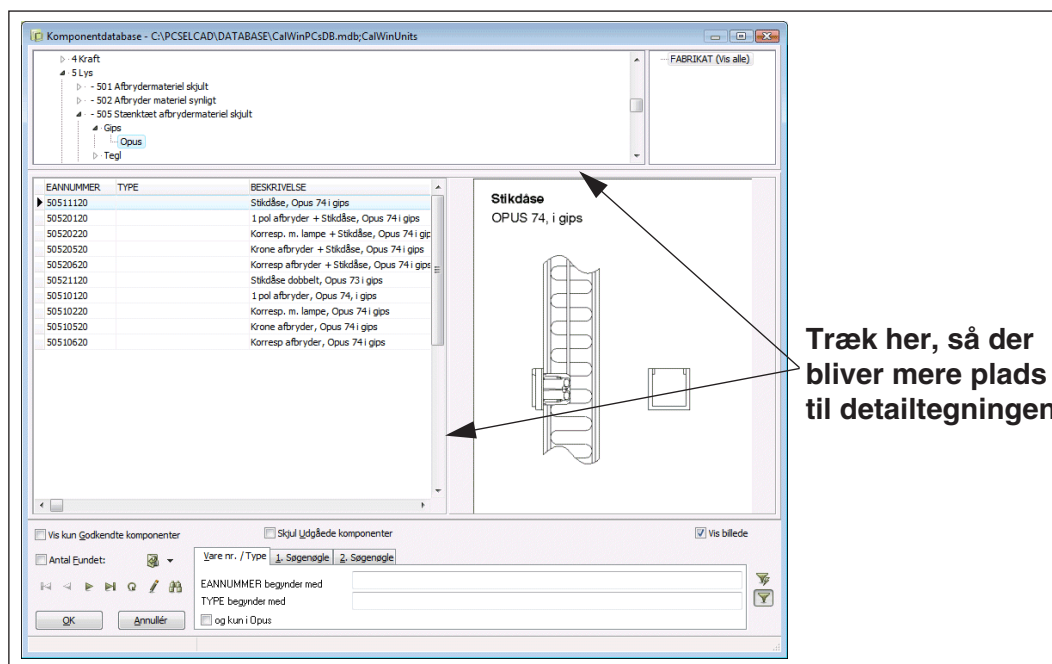 Komponentdatabase - C:\PCSELCAD\DATABASE\CalWinPCsDB.mdb;CalWinUnits
4 Kraft
5 Lys
- 501 Afbrydermateriel skjult
- 502 Afbryder materiel synligt
- 505 Stænktæt afbrydermateriel skjult
Gips
Opus
Tegl
FABRIKAT (Vis alle)
EANNUMMER TYPE BESKRIVELSE
50511120 Stikdåse, Opus 74 i gips
50520120 1 pol afbryder + Stikdåse, Opus 74 i gips
50520220 Korresp. m. lampe + Stikdåse, Opus 74 i gip
50520520 Krone afbryder + Stikdåse, Opus 74 i gips
50520620 Korresp afbryder + Stikdåse, Opus 74 i gips
50521120 Stikdåse dobbelt, Opus 73 i gips
50510120 1 pol afbryder, Opus 74, i gips
50510220 Korresp. m. lampe, Opus 74 i gips
50510520 Krone afbryder, Opus 74 i gips
50510620 Korresp afbryder, Opus 74 i gips
Stikdåse
OPUS 74, i gips
Træk her, så der
bliver mere plads
til detailtegningen
Vis kun Godkendte komponenter
Skjul Udgåede komponenter
Vis billede
Antal Fundet:
Vare nr. / Type 1. Søgenøgle 2. Søgenøgle
EANNUMMER begynder med
TYPE begynder med
og kun i Opus
OK Annullér